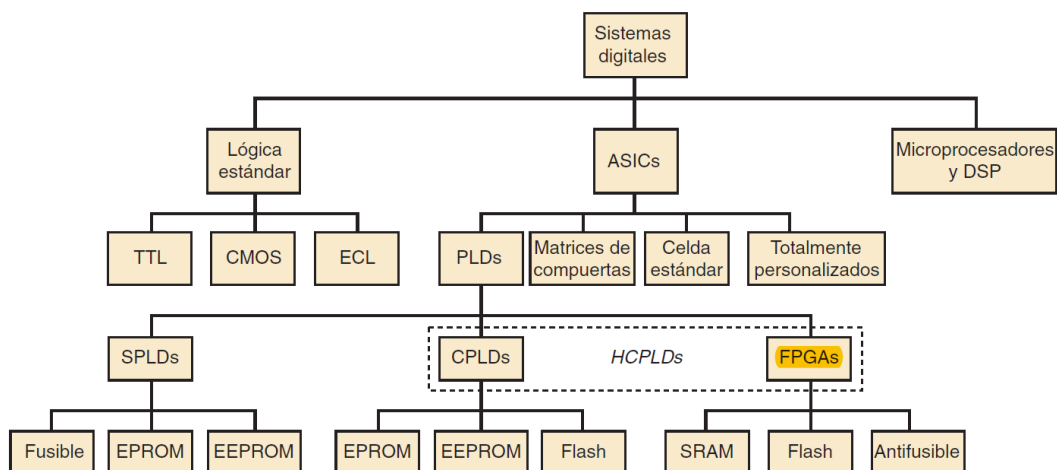 Sistemas
digitales
Lógica
estándar
ASICs
Microprocesadores
y DSP
TTL
CMOS
ECL
PLDs
Matrices de
compuertas
Celda
estándar
Totalmente
personalizados
SPLDs
CPLDs
HCPLDs
FPGAs
Fusible
EPROM
EEPROM
EPROM
EEPROM
Flash
SRAM
Flash
Antifusible